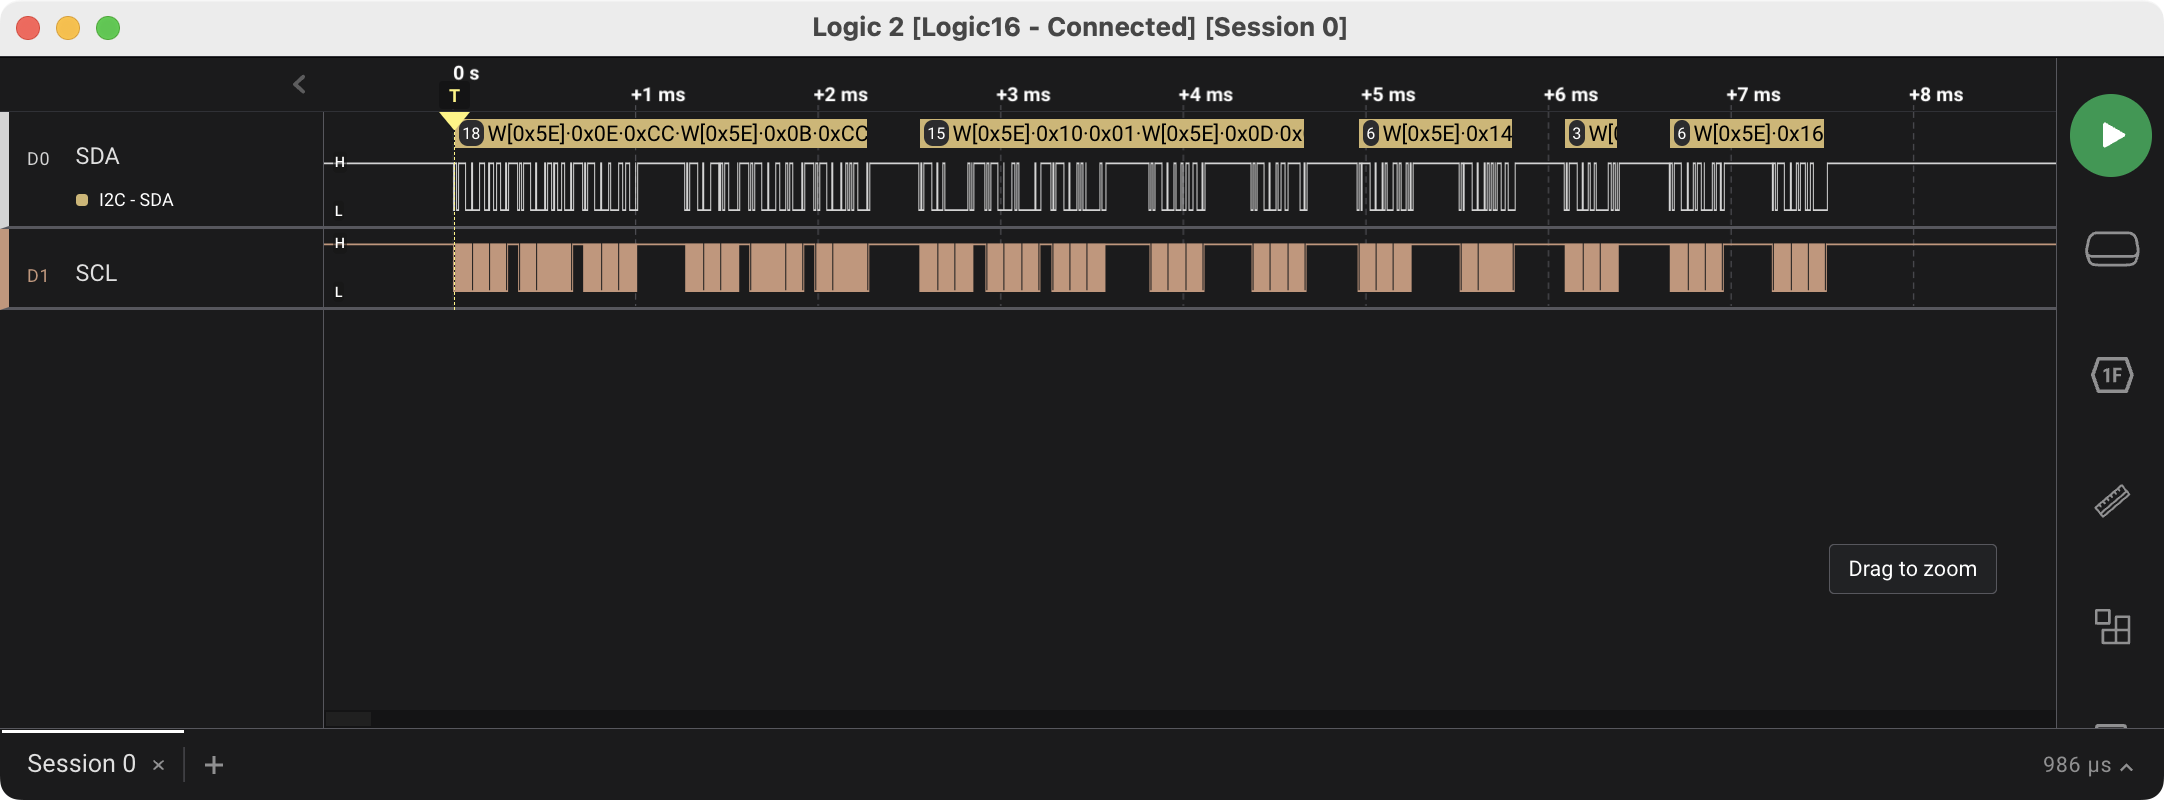 Logic 2 [Logic16 - Connected] [Session 0]
0 s
T
+1 ms +2 ms +3 ms +4 ms +5 ms +6 ms +7 ms +8 ms
D0 SDA
I2C - SDA
18 W[0x5E]·0x0E·0xCC·W[0x5E]·0x0B·0xCC
15 W[0x5E]·0x10·0x01·W[0x5E]·0x0D·0x
6 W[0x5E]·0x14
3 W[
6 W[0x5E]·0x16
H
L
D1 SCL
H
L
1F
Drag to zoom
Session 0 × +
986 µs